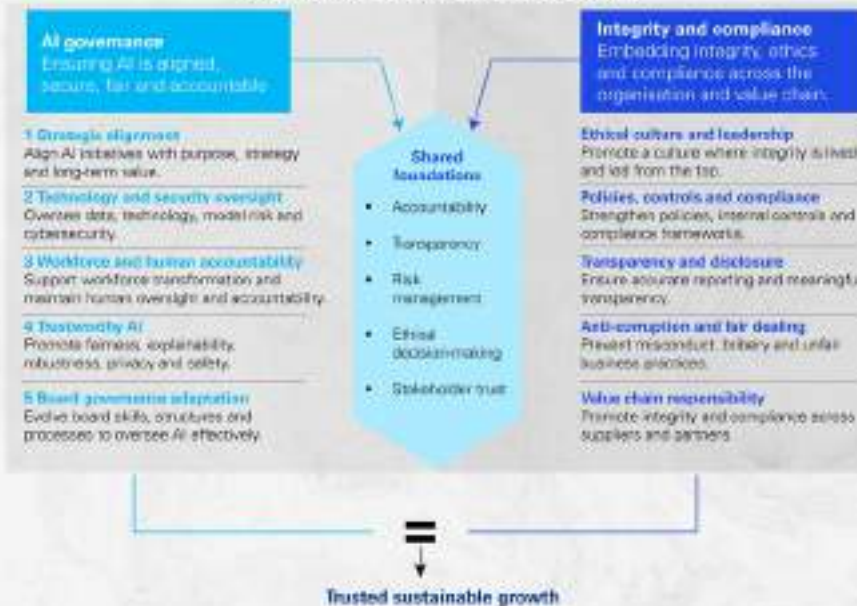 AI governance
Ensuring AI is aligned,
secure, fair and accountable
1 Strategic alignment
Align AI initiatives with purpose, strategy
and long-term value.
2 Technology and security oversight
Oversee data, technology, model risk and
cybersecurity.
3 Workforce and human accountability
Support workforce transformation and
maintain human oversight and accountability.
4 Trustworthy AI
Promote fairness, explainability,
robustness, privacy and safety.
5 Board governance adaptation
Evolve board skills, structures and
processes to oversee AI effectively.
Shared
foundations
• Accountability
• Transparency
• Risk
management
• Ethical
decision-making
• Stakeholder trust
Integrity and compliance
Embedding integrity, ethics
and compliance across the
organisation and value chain.
Ethical culture and leadership
Promote a culture where integrity is lived
and led from the top.
Policies, controls and compliance
Strengthen policies, internal controls and
compliance frameworks.
Transparency and disclosure
Ensure accurate reporting and meaningful
transparency.
Anti-corruption and fair dealing
Prevent misconduct, bribery and unfair
business practices.
Value chain responsibility
Promote integrity and compliance across
suppliers and partners
=
Trusted sustainable growth